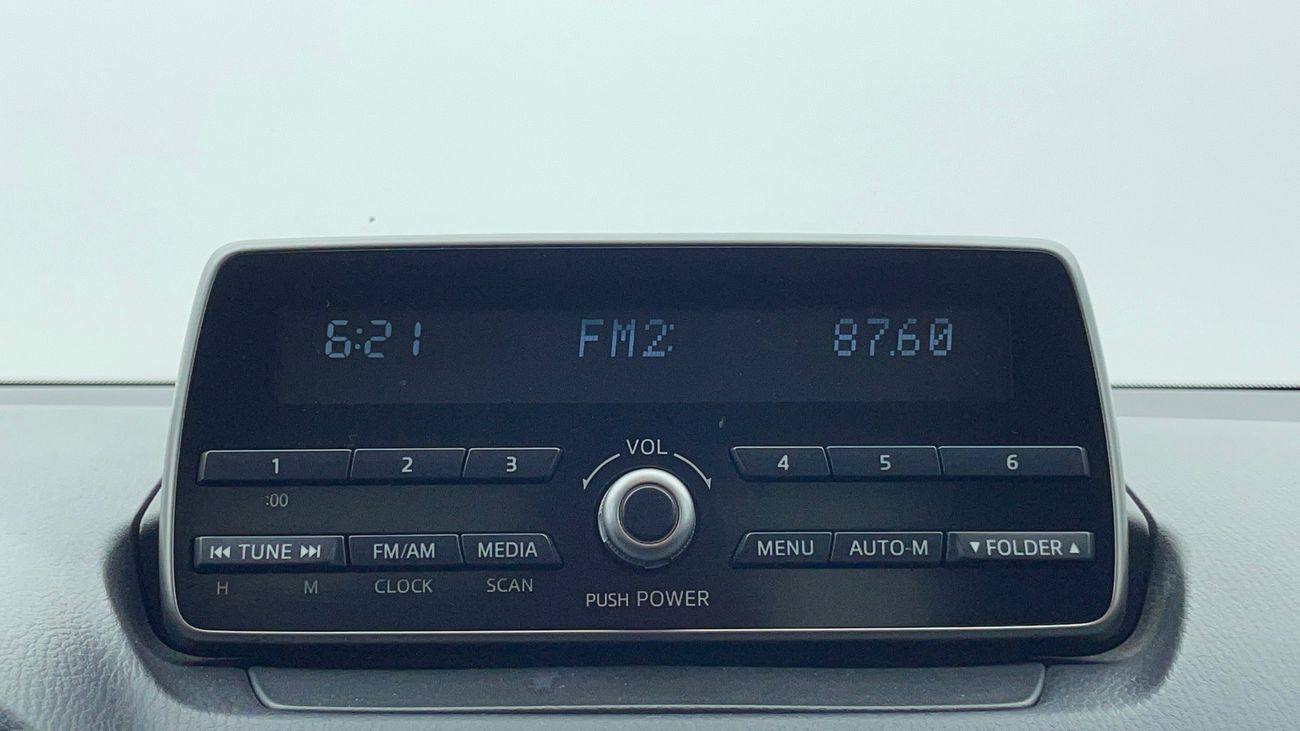 6:21 FM2: 87.60
VOL
1 2 3 4 5 6
:00
⏮ TUNE ⏭ FM/AM MEDIA MENU AUTO-M ▼ FOLDER ▲
H M CLOCK SCAN
PUSH POWER